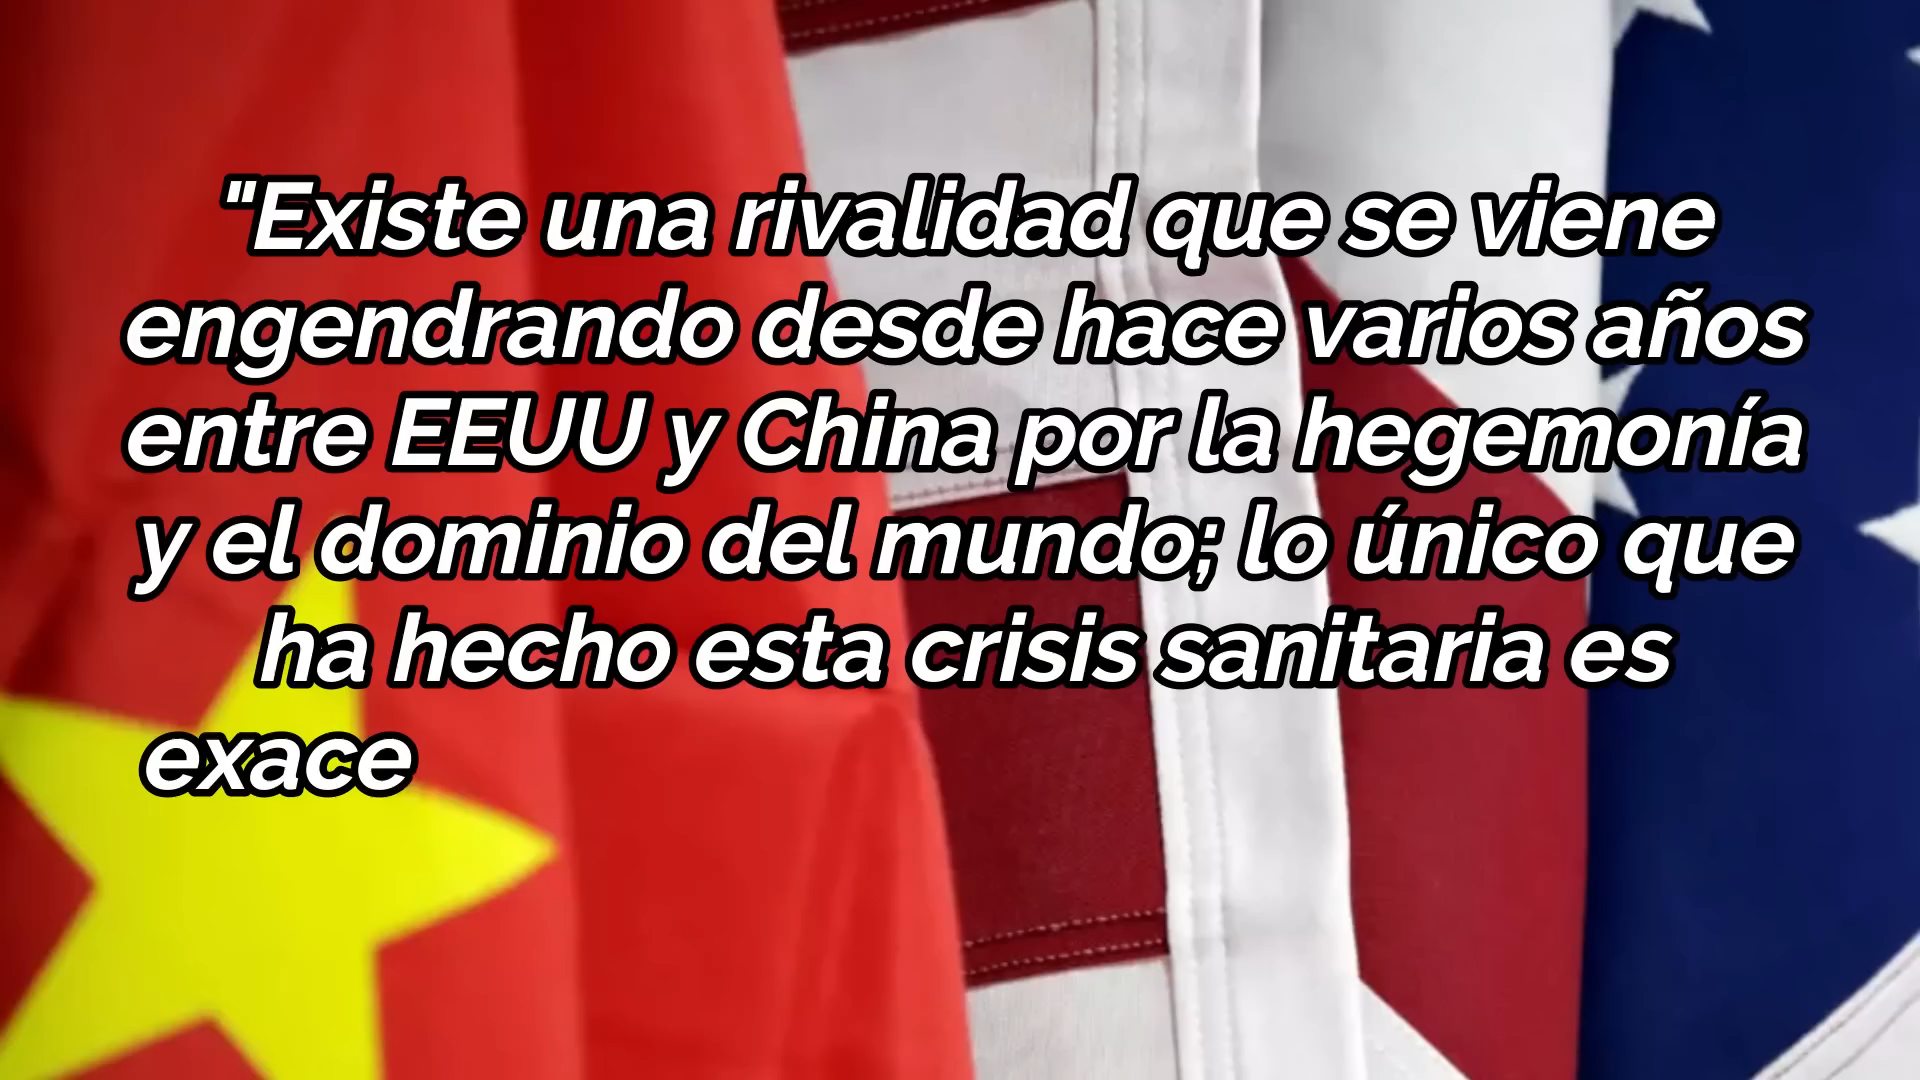 "Existe una rivalidad que se viene
engendrando desde hace varios años
entre EEUU y China por la hegemonía
y el dominio del mundo; lo único que
ha hecho esta crisis sanitaria es
exace